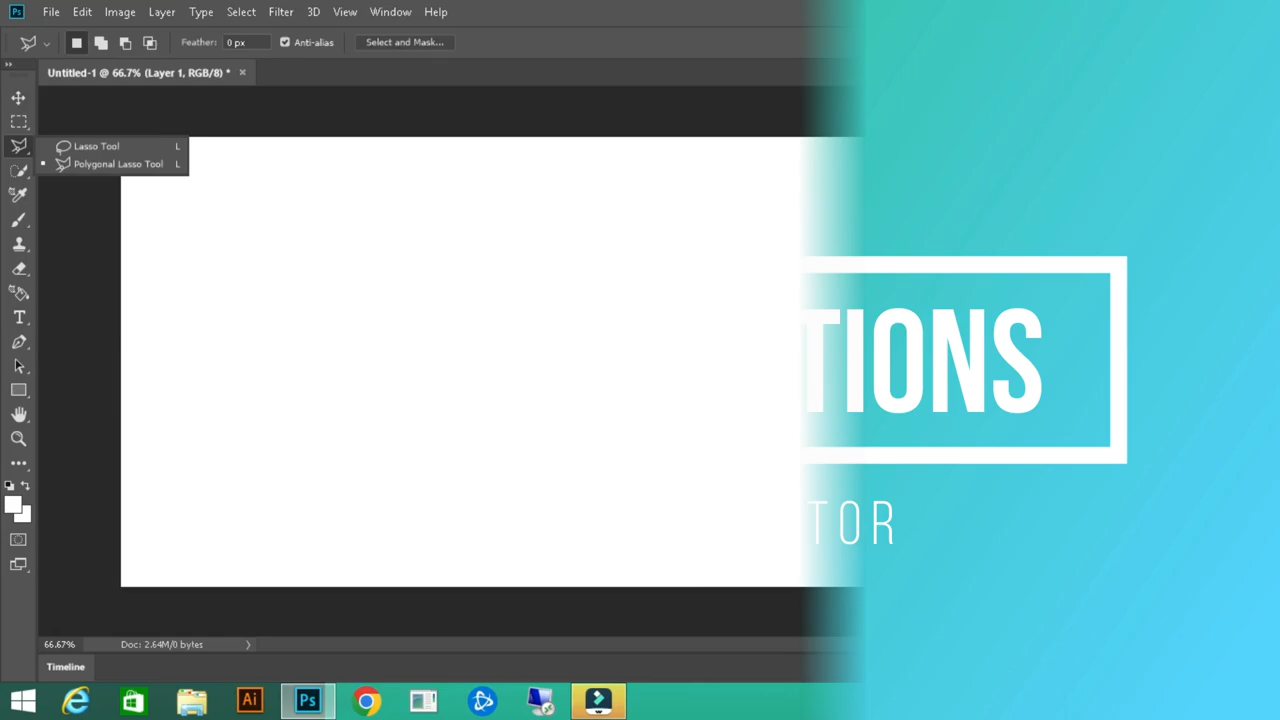 Ps File Edit Image Layer Type Select Filter 3D View Window Help
Feather: 0 px Anti-alias Select and Mask...
Untitled-1 @ 66.7% (Layer 1, RGB/8) * ×
Lasso Tool L
Polygonal Lasso Tool L
TIONS
TOR
66.67% Doc: 2.64M/0 bytes
Timeline
Ai Ps